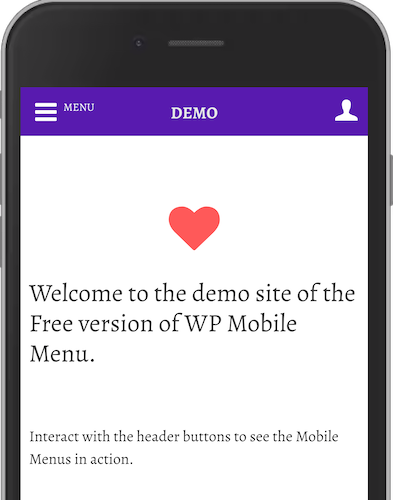 MENU
DEMO
Welcome to the demo site of the
Free version of WP Mobile
Menu.
Interact with the header buttons to see the Mobile
Menus in action.